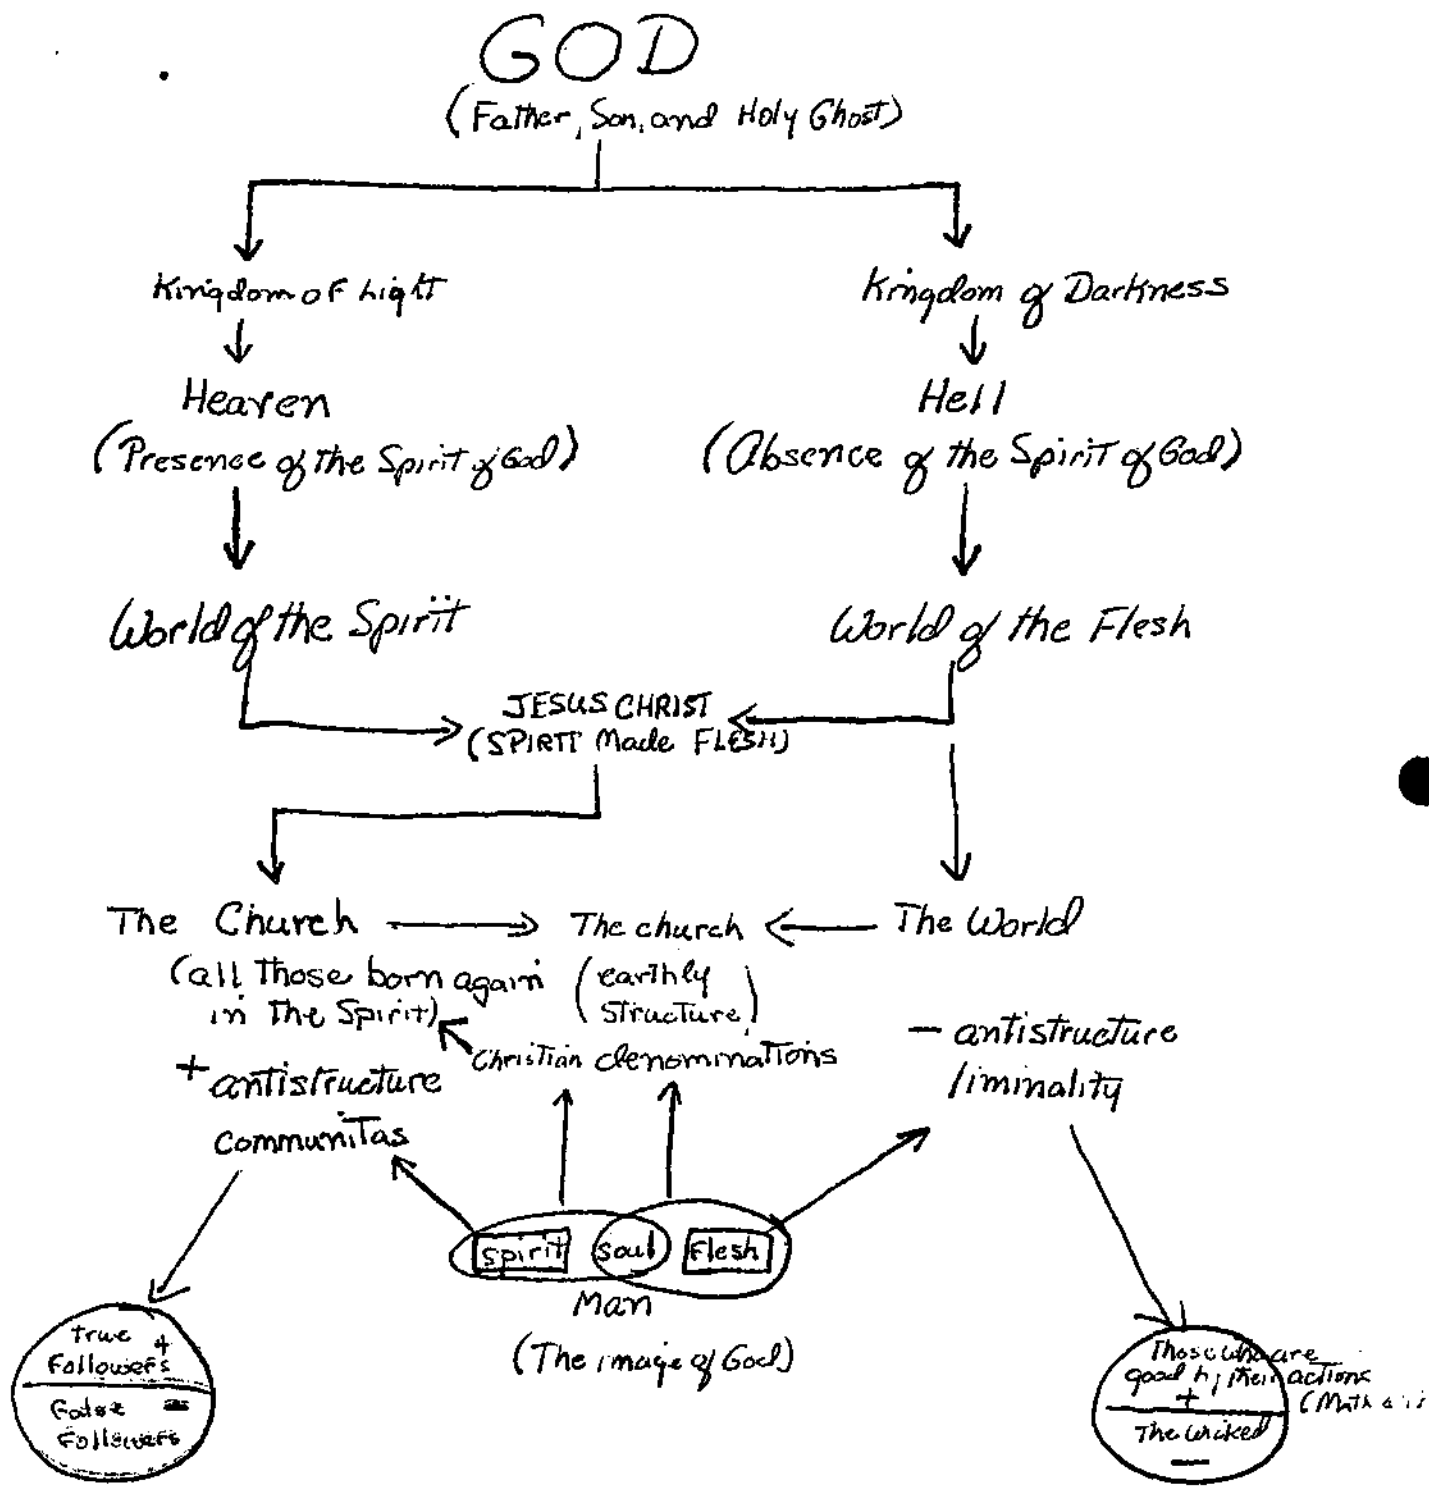 GOD
(Father, Son, and Holy Ghost)
Kingdom of Light
Kingdom of Darkness
Heaven
Hell
(Presence of the Spirit of God)
(Absence of the Spirit of God)
World of the Spirit
World of the Flesh
JESUS CHRIST
(SPIRIT Made FLESH)
The Church
The church
The World
(all Those born again
in The Spirit)
(earthly
structure)
Christian denominations
+ antistructure
communitas
- antistructure
liminality
Spirit
Soul
Flesh
Man
(The image of God)
True +
Followers
False -
Followers
Those who are
good by their actions
+
The Wicked
-